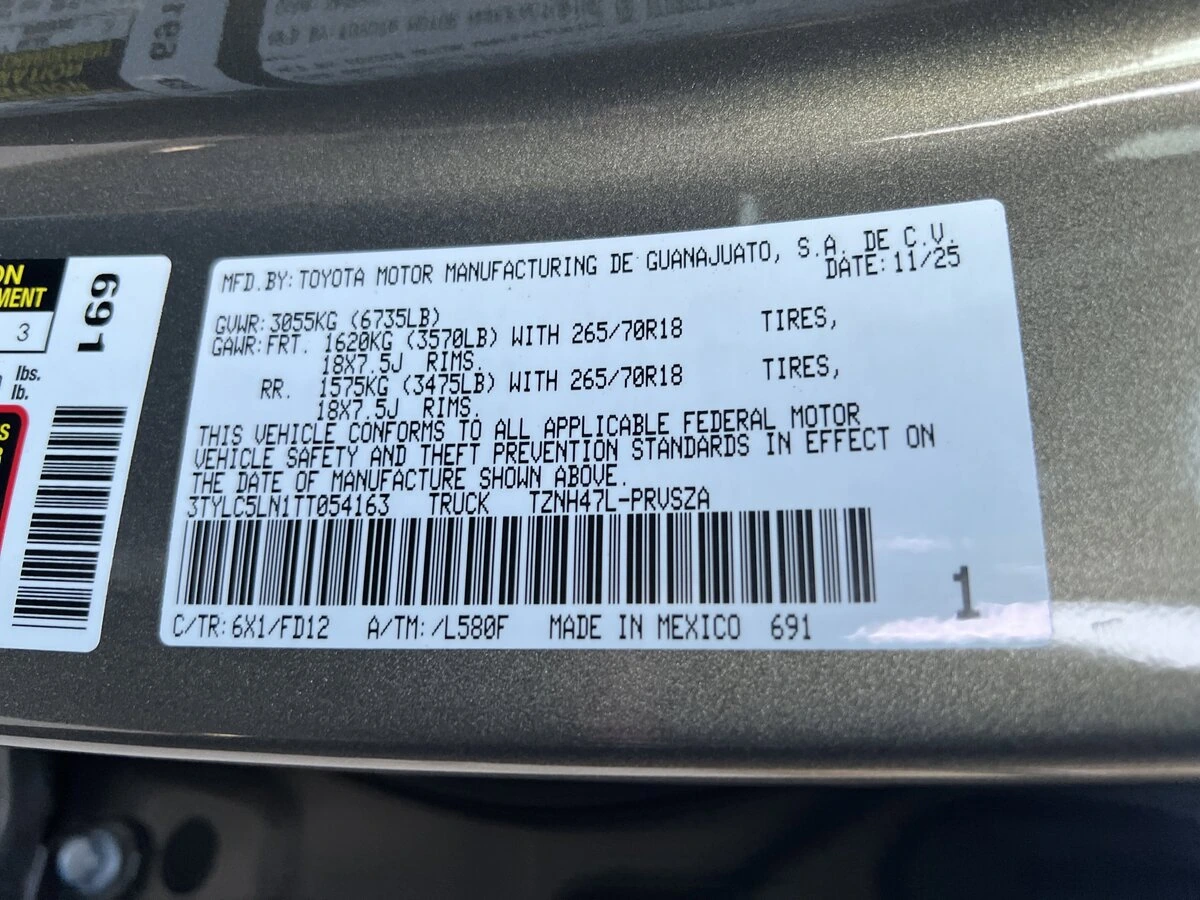 MFD.BY:TOYOTA MOTOR MANUFACTURING DE GUANAJUATO, S.A. DE C.V.
DATE:11/25
GVWR:3055KG (6735LB)
GAWR:FRT. 1620KG (3570LB) WITH 265/70R18 TIRES,
18X7.5J RIMS.
RR. 1575KG (3475LB) WITH 265/70R18 TIRES,
18X7.5J RIMS.
THIS VEHICLE CONFORMS TO ALL APPLICABLE FEDERAL MOTOR
VEHICLE SAFETY AND THEFT PREVENTION STANDARDS IN EFFECT ON
THE DATE OF MANUFACTURE SHOWN ABOVE.
3TYLC5LN1TT054163 TRUCK TZNH47L-PRVSZA
1
C/TR:6X1/FD12 A/TM:/L580F MADE IN MEXICO 691
691
3
lbs.
lb.